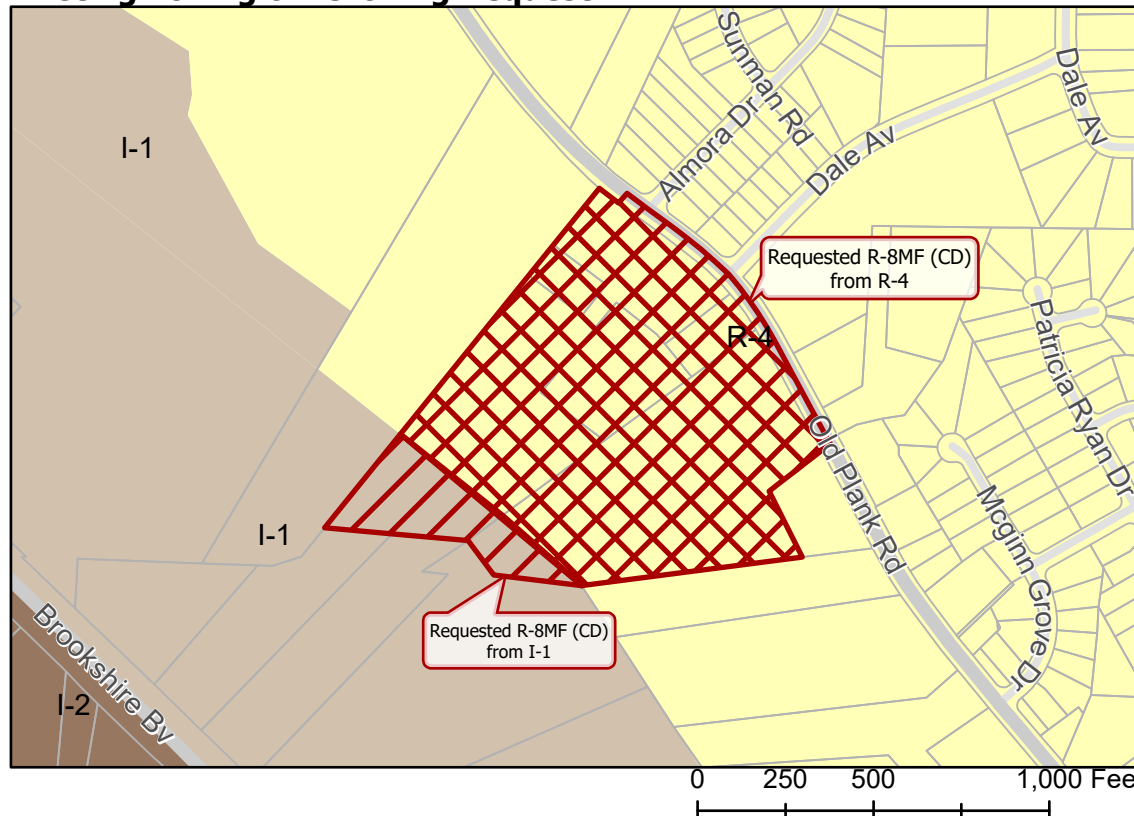 I-1
Sunman Rd
Almora Dr
Dale Av
Dale Av
Requested R-8MF (CD)
from R-4
R-4
Patricia Ryan Dr
Old Plank Rd
Mcginn Grove Dr
I-1
Requested R-8MF (CD)
from I-1
Brookshire Bv
I-2
0 250 500 1,000 Fee